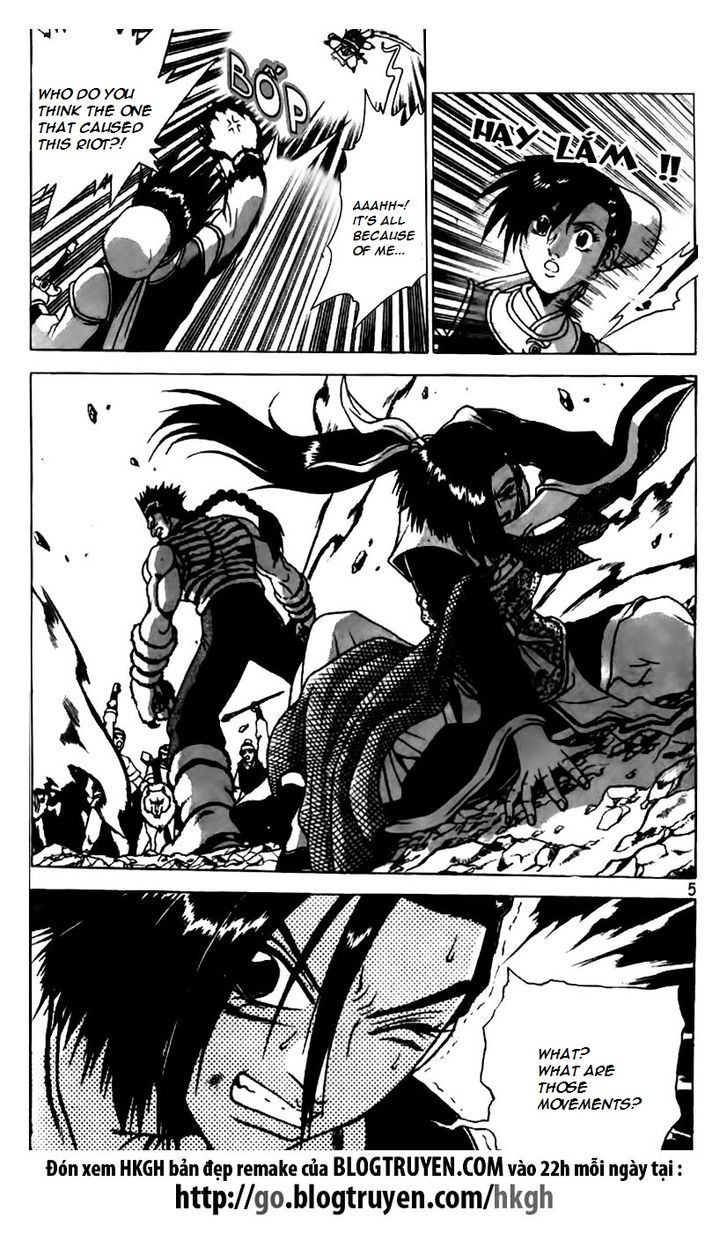 WHO DO YOU
THINK THE ONE
THAT CAUSED
THIS RIOT?!
BỐP
AAAHH~!
IT'S ALL
BECAUSE
OF ME...
HAY LẮM !!
5
WHAT?
WHAT ARE
THOSE
MOVEMENTS?
Đón xem HKGH bản đẹp remake của BLOGTRUYEN.COM vào 22h mỗi ngày tại :
http://go.blogtruyen.com/hkgh